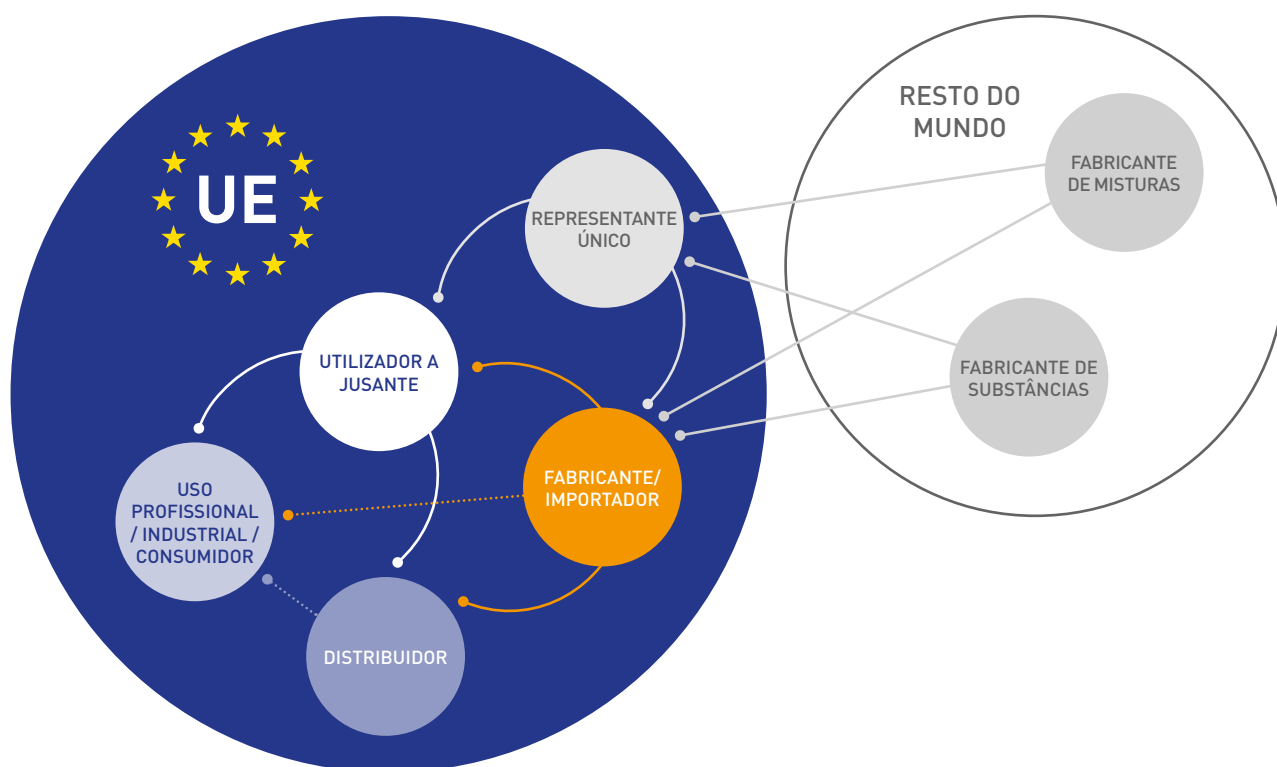 UE
RESTO DO
MUNDO
FABRICANTE
DE MISTURAS
REPRESENTANTE
ÚNICO
UTILIZADOR A
JUSANTE
FABRICANTE DE
SUBSTÂNCIAS
FABRICANTE/
IMPORTADOR
USO
PROFISSIONAL
/ INDUSTRIAL /
CONSUMIDOR
DISTRIBUIDOR